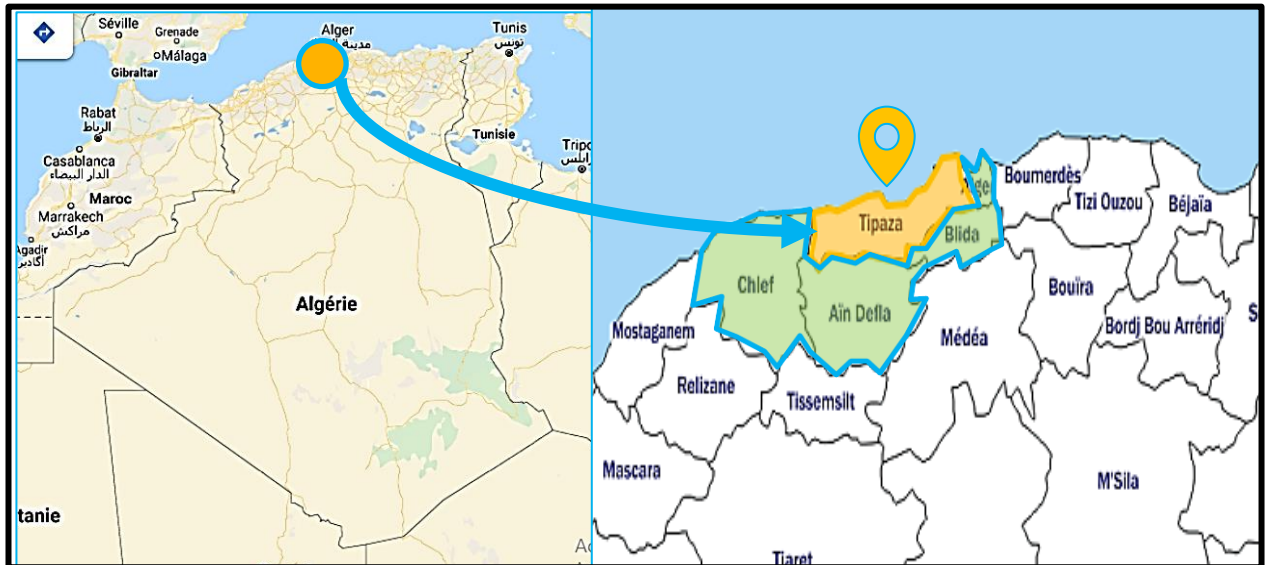 Séville
Grenade
Málaga
Gibraltar
Alger
Tunis
تونس
Rabat
الرباط
Casablanca
الدار البيضاء
Maroc
Marrakech
مراكش
Agadir
أكادير
Tunisie
Algérie
tanie
Boumerdès
Tizi Ouzou
Béjaïa
Tipaza
Blida
Chlef
Aïn Defla
Bouïra
Mostaganem
Médéa
Bordj Bou Arréridj
Relizane
Tissemsilt
Mascara
M'Sila
Tiaret